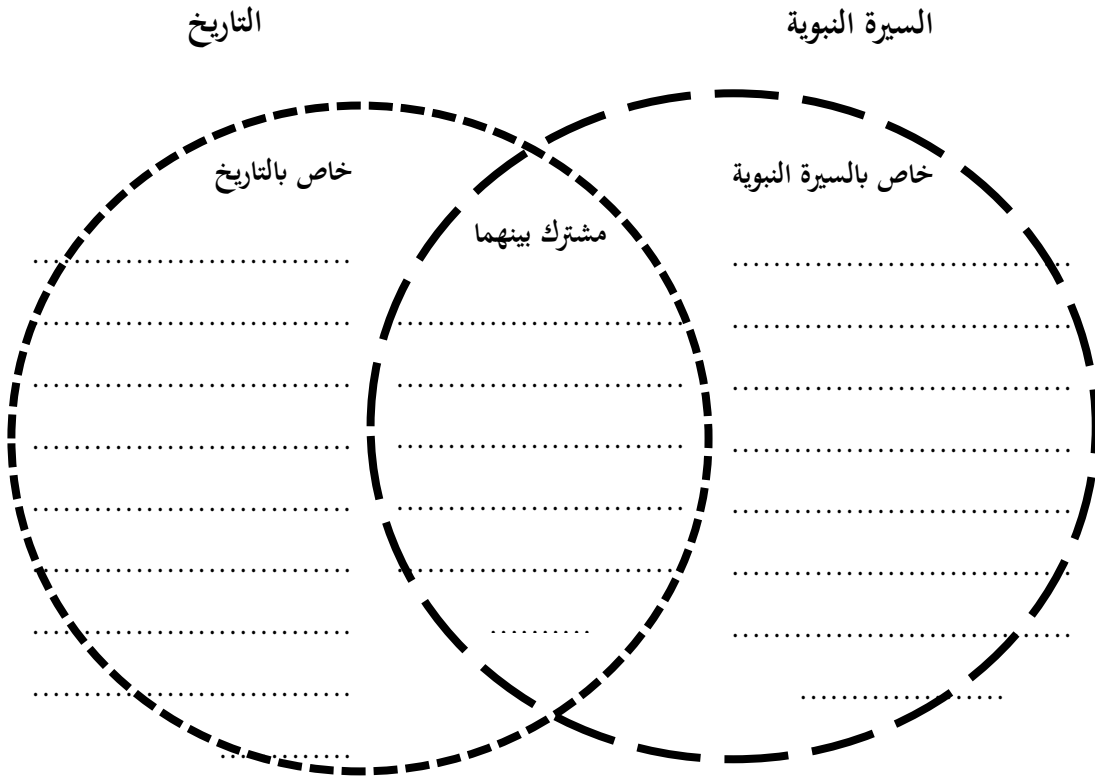 السيرة النبوية
التاريخ
خاص بالسيرة النبوية
خاص بالتاريخ
مشترك بينهما